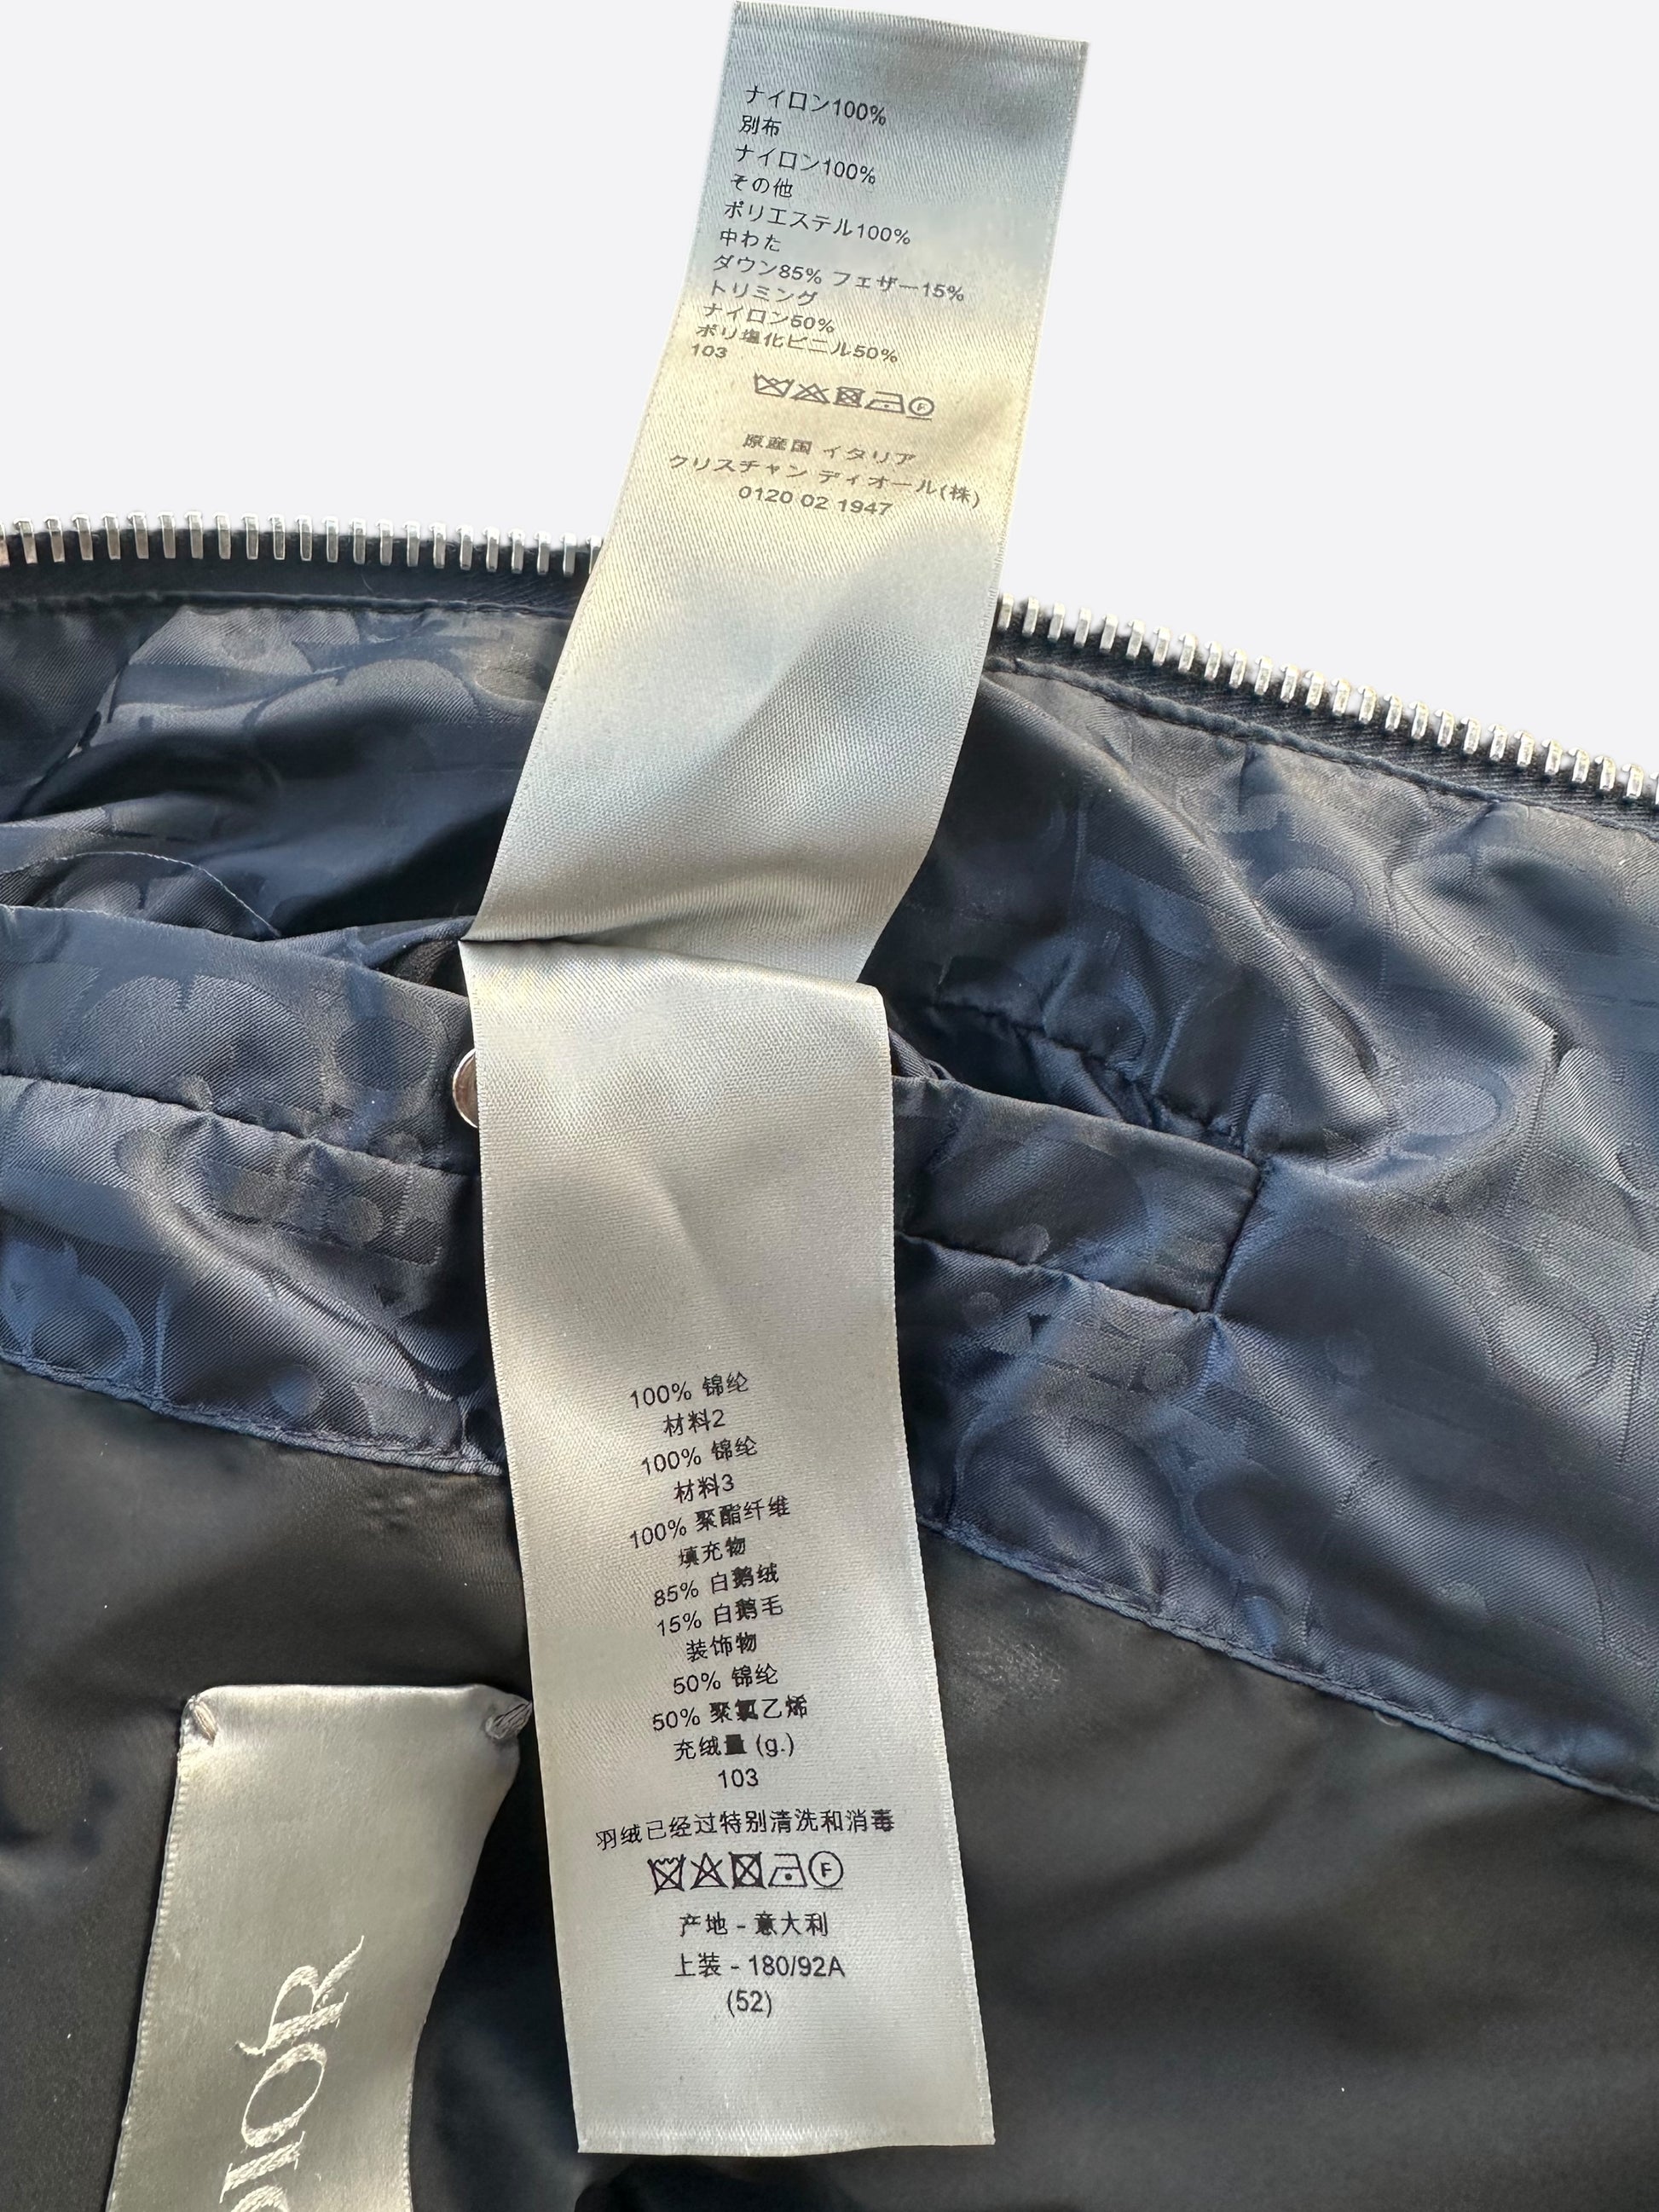 ナイロン100%
別布
ナイロン100%
その他
ポリエステル100%
中わた
ダウン85% フェザー15%
トリミング
ナイロン50%
ポリ塩化ビニル50%
103
F
原産国 イタリア
クリスチャン ディオール(株)
0120 02 1947
100% 锦纶
材料2
100% 锦纶
材料3
100% 聚酯纤维
填充物
85% 白鹅绒
15% 白鹅毛
装饰物
50% 锦纶
50% 聚氯乙烯
充绒量 (g.)
103
羽绒已经过特别清洗和消毒
F
产地 - 意大利
上装 - 180/92A
(52)
DIOR